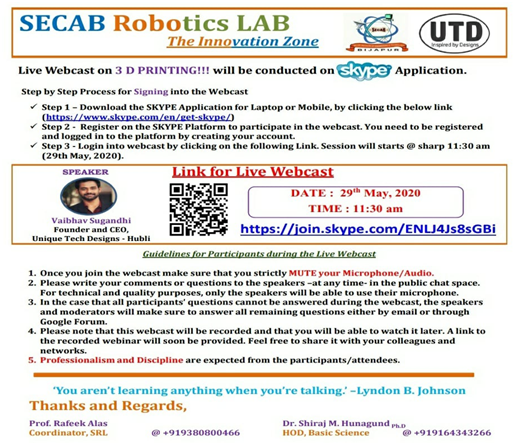 SECAB Robotics LAB
The Innovation Zone
SECAB
BIJAPUR
UTD
Inspired by Designs
Live Webcast on 3 D PRINTING!!! will be conducted on skype Application.
Step by Step Process for Signing into the Webcast
✓ Step 1 – Download the SKYPE Application for Laptop or Mobile, by clicking the below link
(https://www.skype.com/en/get-skype/)
✓ Step 2 - Register on the SKYPE Platform to participate in the webcast. You need to be registered
and logged in to the platform by creating your account.
✓ Step 3 - Login into webcast by clicking on the following Link. Session will starts @ sharp 11:30 am
(29th May, 2020).
SPEAKER
Vaibhav Sugandhi
Founder and CEO,
Unique Tech Designs - Hubli
Link for Live Webcast
DATE : 29th May, 2020
TIME : 11:30 am
https://join.skype.com/ENLJ4Js8sGBi
Guidelines for Participants during the Live Webcast
1. Once you join the webcast make sure that you strictly MUTE your Microphone/Audio.
2. Please write your comments or questions to the speakers –at any time- in the public chat space.
For technical and quality purposes, only the speakers will be able to use their microphone.
3. In the case that all participants' questions cannot be answered during the webcast, the speakers
and moderators will make sure to answer all remaining questions either by email or through
Google Forum.
4. Please note that this webcast will be recorded and that you will be able to watch it later. A link to
the recorded webinar will soon be provided. Feel free to share it with your colleagues and
networks.
5. Professionalism and Discipline are expected from the participants/attendees.
'You aren't learning anything when you're talking.' –Lyndon B. Johnson
Thanks and Regards,
Prof. Rafeek Alas
Coordinator, SRL @ +919380800466
Dr. Shiraj M. Hunagund Ph.D
HOD, Basic Science @ +919164343266